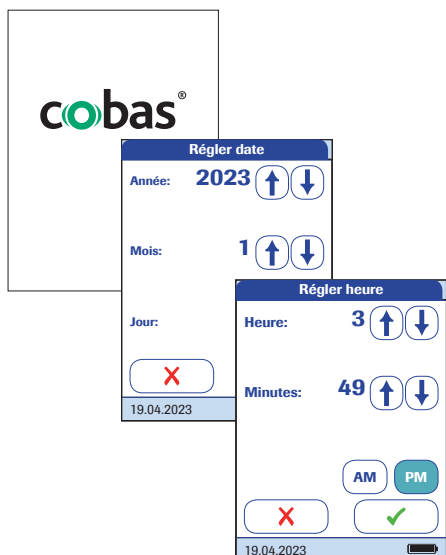 cobas®
Régler date
Année: 2023
Mois: 1
Jour:
19.04.2023
Régler heure
Heure: 3
Minutes: 49
AM PM
19.04.2023